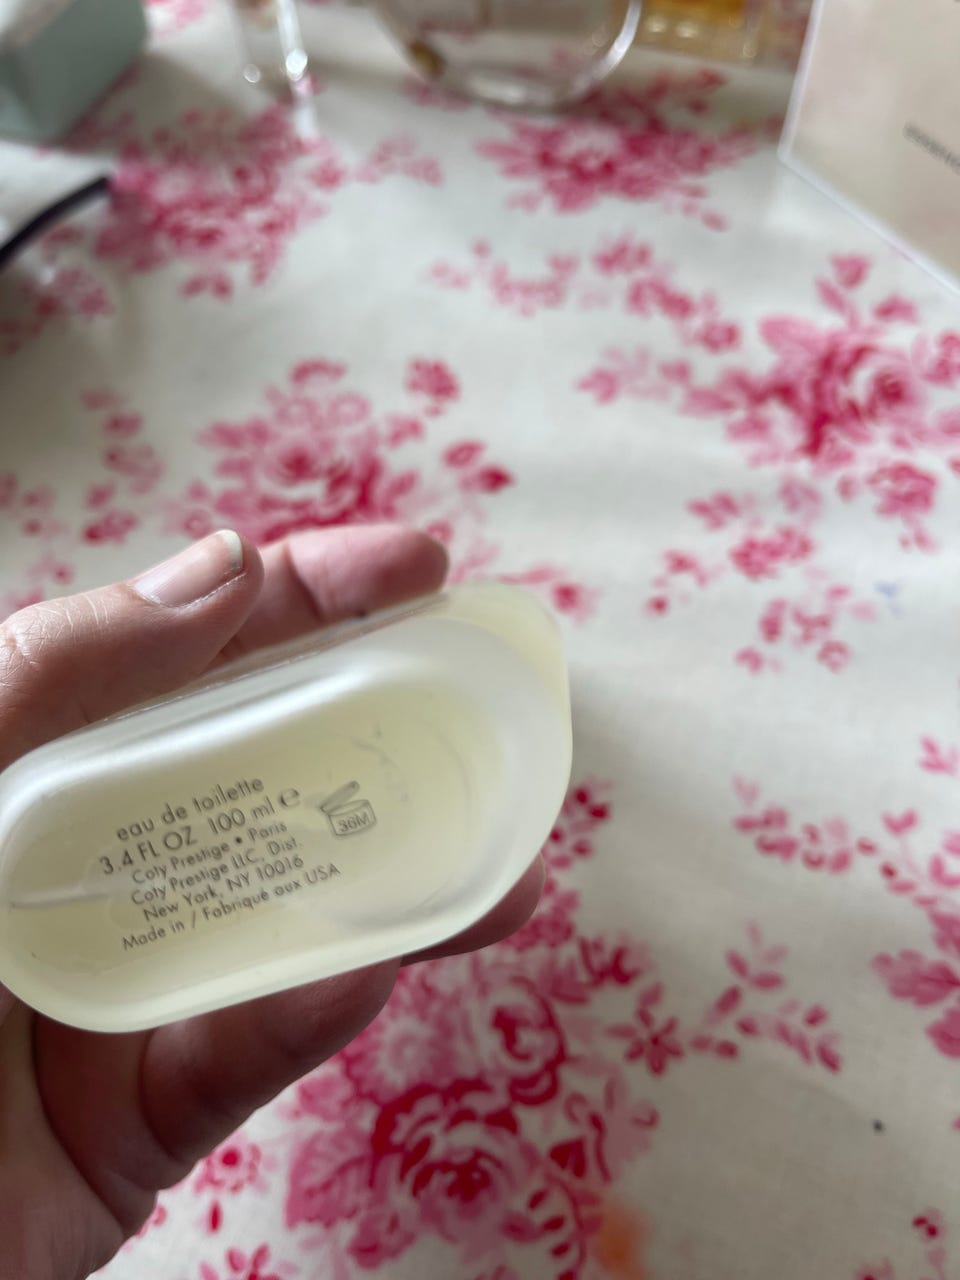 eau de toilette
3.4 FL OZ 100 ml ℮
Coty Prestige • Paris
Coty Prestige LLC, Dist.
New York, NY 10016
Made in / Fabriqué aux USA
36M